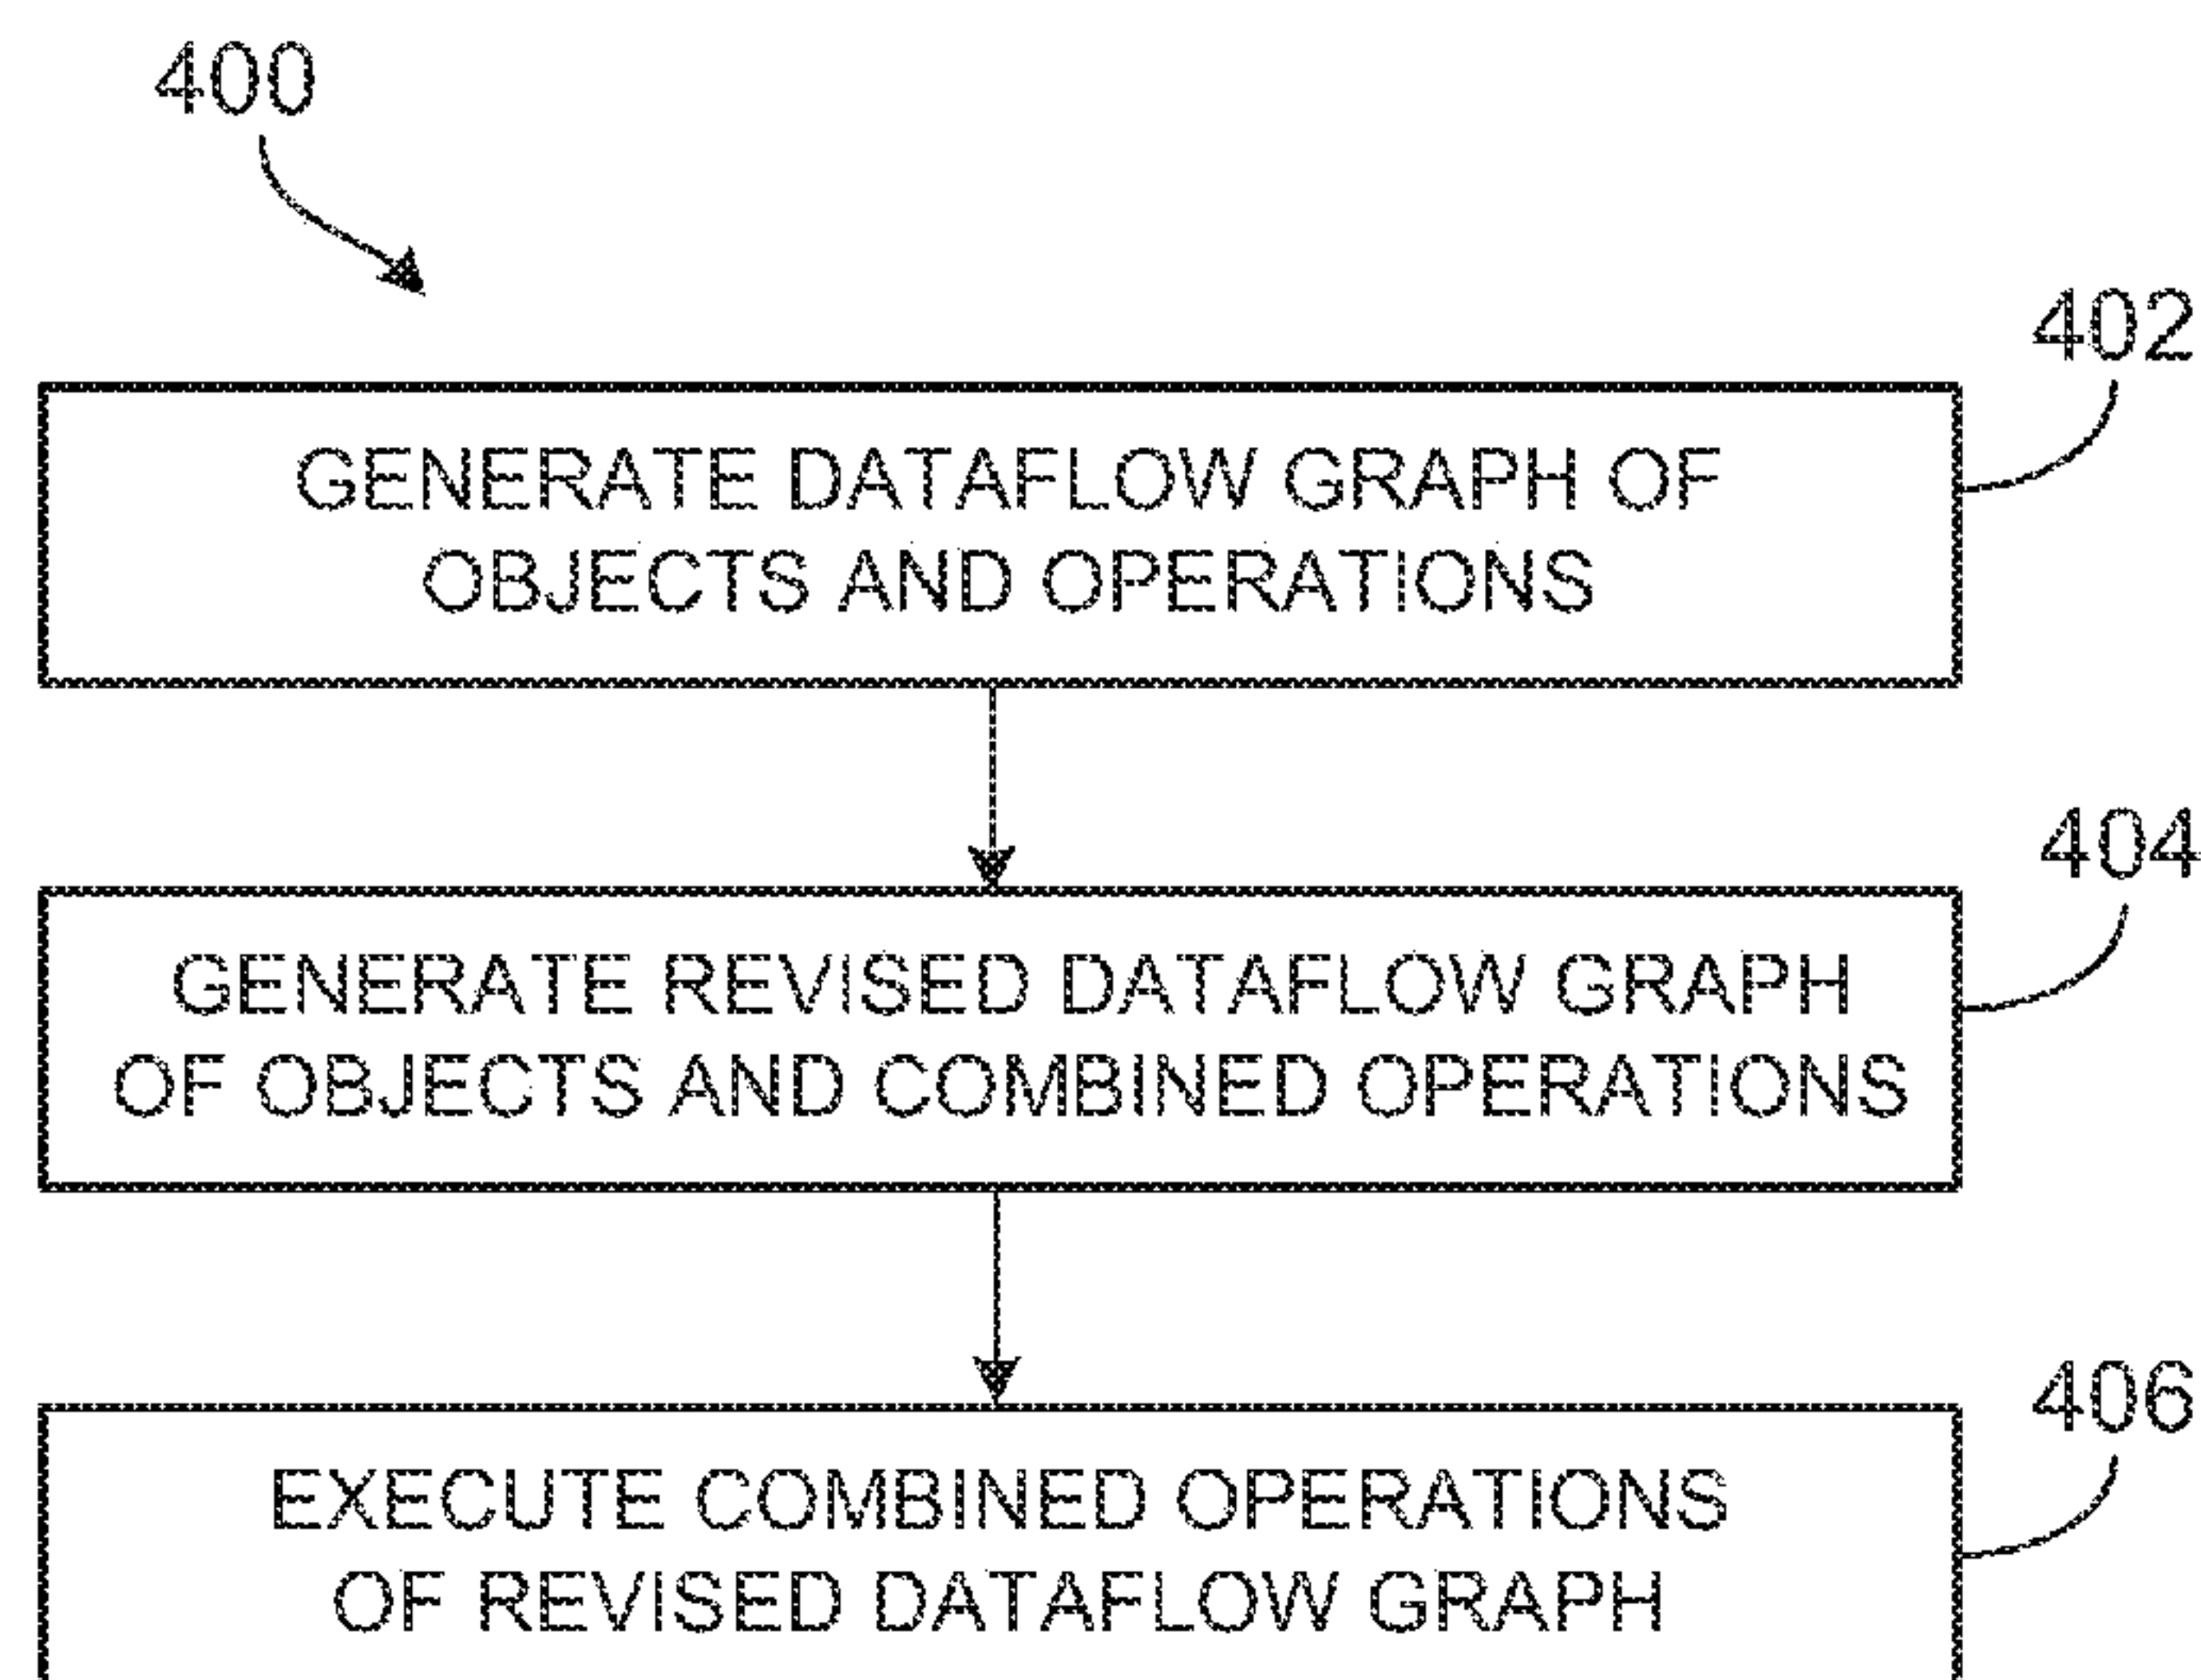 400
402
GENERATE DATAFLOW GRAPH OF
OBJECTS AND OPERATIONS
404
GENERATE REVISED DATAFLOW GRAPH
OF OBJECTS AND COMBINED OPERATIONS
406
EXECUTE COMBINED OPERATIONS
OF REVISED DATAFLOW GRAPH